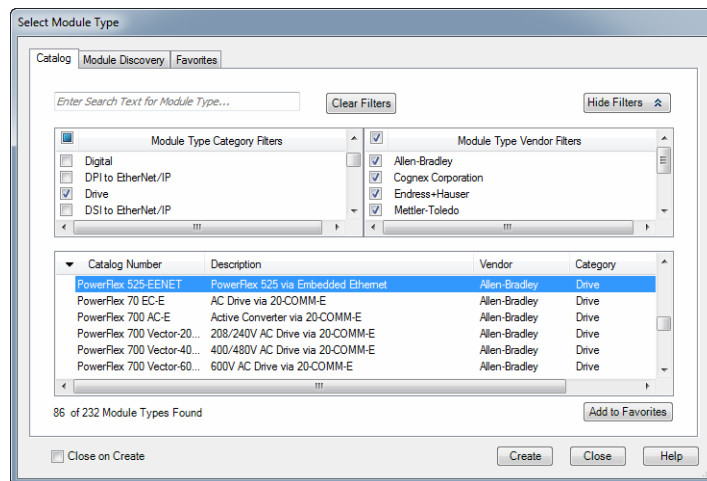 Select Module Type
Catalog Module Discovery Favorites
Enter Search Text for Module Type... Clear Filters Hide Filters
Module Type Category Filters Module Type Vendor Filters
Digital Allen-Bradley
DPI to EtherNet/IP Cognex Corporation
Drive Endress+Hauser
DSI to EtherNet/IP Mettler-Toledo
Catalog Number Description Vendor Category
PowerFlex 525-EENET PowerFlex 525 via Embedded Ethernet Allen-Bradley Drive
PowerFlex 70 EC-E AC Drive via 20-COMM-E Allen-Bradley Drive
PowerFlex 700 AC-E Active Converter via 20-COMM-E Allen-Bradley Drive
PowerFlex 700 Vector-20... 208/240V AC Drive via 20-COMM-E Allen-Bradley Drive
PowerFlex 700 Vector-40... 400/480V AC Drive via 20-COMM-E Allen-Bradley Drive
PowerFlex 700 Vector-60... 600V AC Drive via 20-COMM-E Allen-Bradley Drive
86 of 232 Module Types Found Add to Favorites
Close on Create Create Close Help